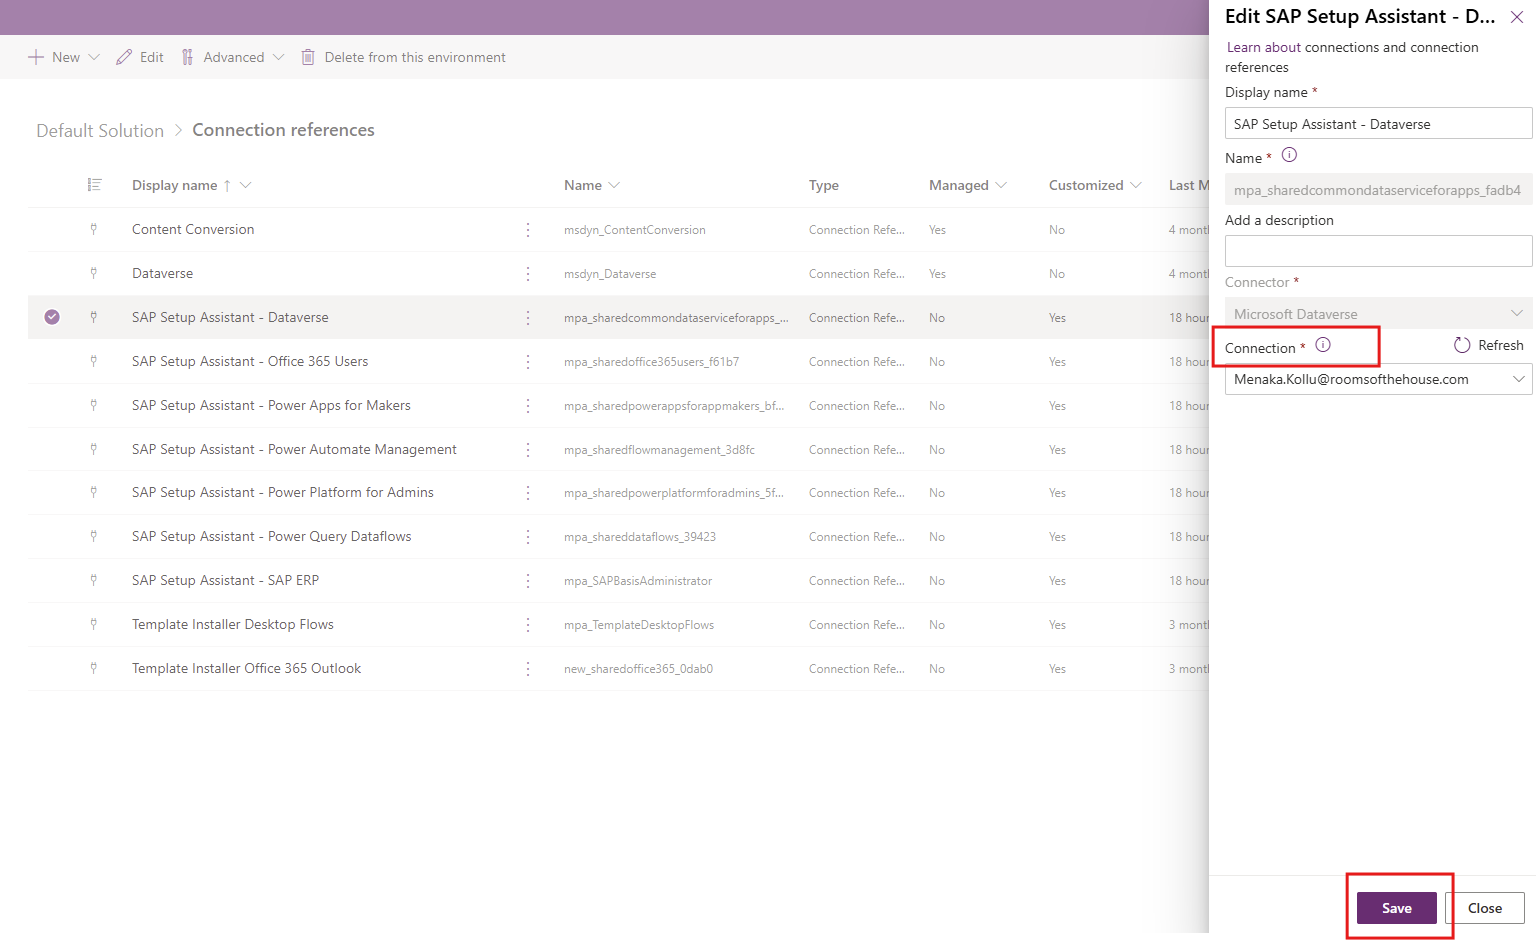 New
Edit
Advanced
Delete from this environment
Default Solution > Connection references
Display name ↑ Name Type Managed Customized Last M
Content Conversion msdyn_ContentConversion Connection Refe... Yes No 4 mont
Dataverse msdyn_Dataverse Connection Refe... Yes No 4 mont
SAP Setup Assistant - Dataverse mpa_sharedcommondataserviceforapps_... Connection Refe... No Yes 18 hour
SAP Setup Assistant - Office 365 Users mpa_sharedoffice365users_f61b7 Connection Refe... No Yes 18 hour
SAP Setup Assistant - Power Apps for Makers mpa_sharedpowerappsforappmakers_bf... Connection Refe... No Yes 18 hour
SAP Setup Assistant - Power Automate Management mpa_sharedflowmanagement_3d8fc Connection Refe... No Yes 18 hour
SAP Setup Assistant - Power Platform for Admins mpa_sharedpowerplatformforadmins_5f... Connection Refe... No Yes 18 hour
SAP Setup Assistant - Power Query Dataflows mpa_shareddataflows_39423 Connection Refe... No Yes 18 hour
SAP Setup Assistant - SAP ERP mpa_SAPBasisAdministrator Connection Refe... No Yes 18 hour
Template Installer Desktop Flows mpa_TemplateDesktopFlows Connection Refe... No Yes 3 mont
Template Installer Office 365 Outlook new_sharedoffice365_0dab0 Connection Refe... No Yes 3 mont
Edit SAP Setup Assistant - D...
Learn about connections and connection
references
Display name *
SAP Setup Assistant - Dataverse
Name *
mpa_sharedcommondataserviceforapps_fadb4
Add a description
Connector *
Microsoft Dataverse
Connection * Refresh
Menaka.Kollu@roomsofthehouse.com
Save Close